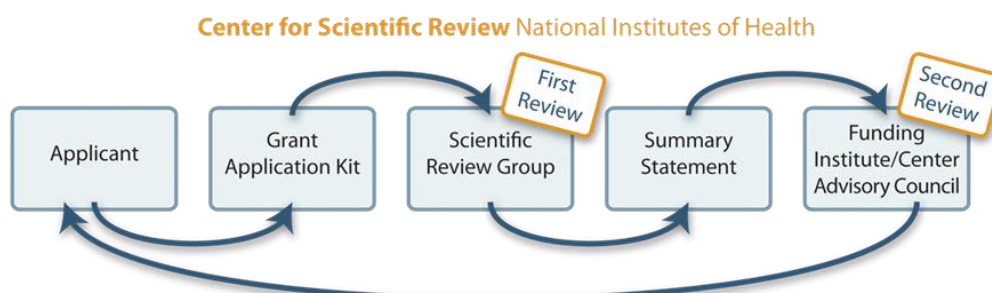 Center for Scientific Review National Institutes of Health
Applicant
Grant
Application Kit
First
Review
Scientific
Review Group
Summary
Statement
Second
Review
Funding
Institute/Center
Advisory Council